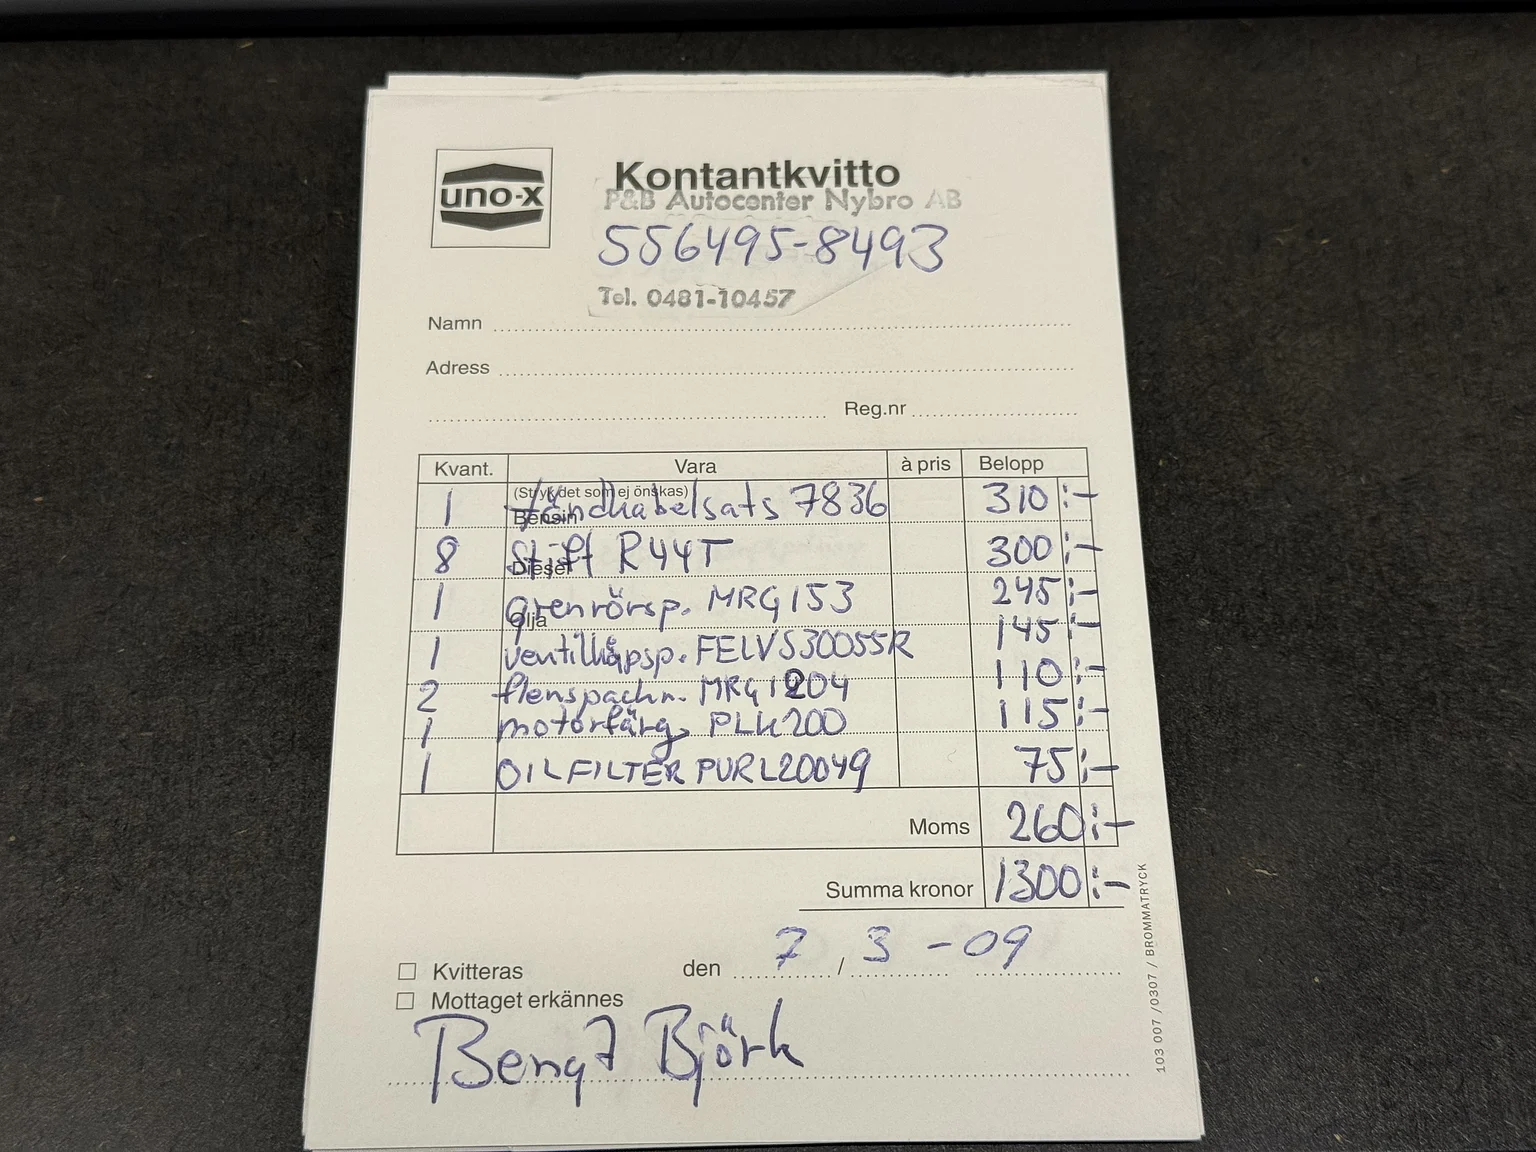 uno-x
Kontantkvitto
P&B Autocenter Nybro AB
556495-8493
Tel. 0481-10457
Namn
Adress
Reg.nr
Kvant. Vara à pris Belopp
(Stryk det som ej önskas)
1 Tändkabelsats 7836 310:-
Bensin
8 Stift R44T 300:-
Diesel
1 grenrörsp. MRG153 245:-
Olja
1 ventilkåpsp. FELVS30055R 145:-
2 flenspackn. MRG1204 110:-
1 motorfärg PLK200 115:-
1 OILFILTER PURL20049 75:-
Moms 260:-
Summa kronor 1300:-
Kvitteras den 7 / 3 -09
Mottaget erkännes
Bengt Björk
103 007 /0307 / BROMMATRYCK